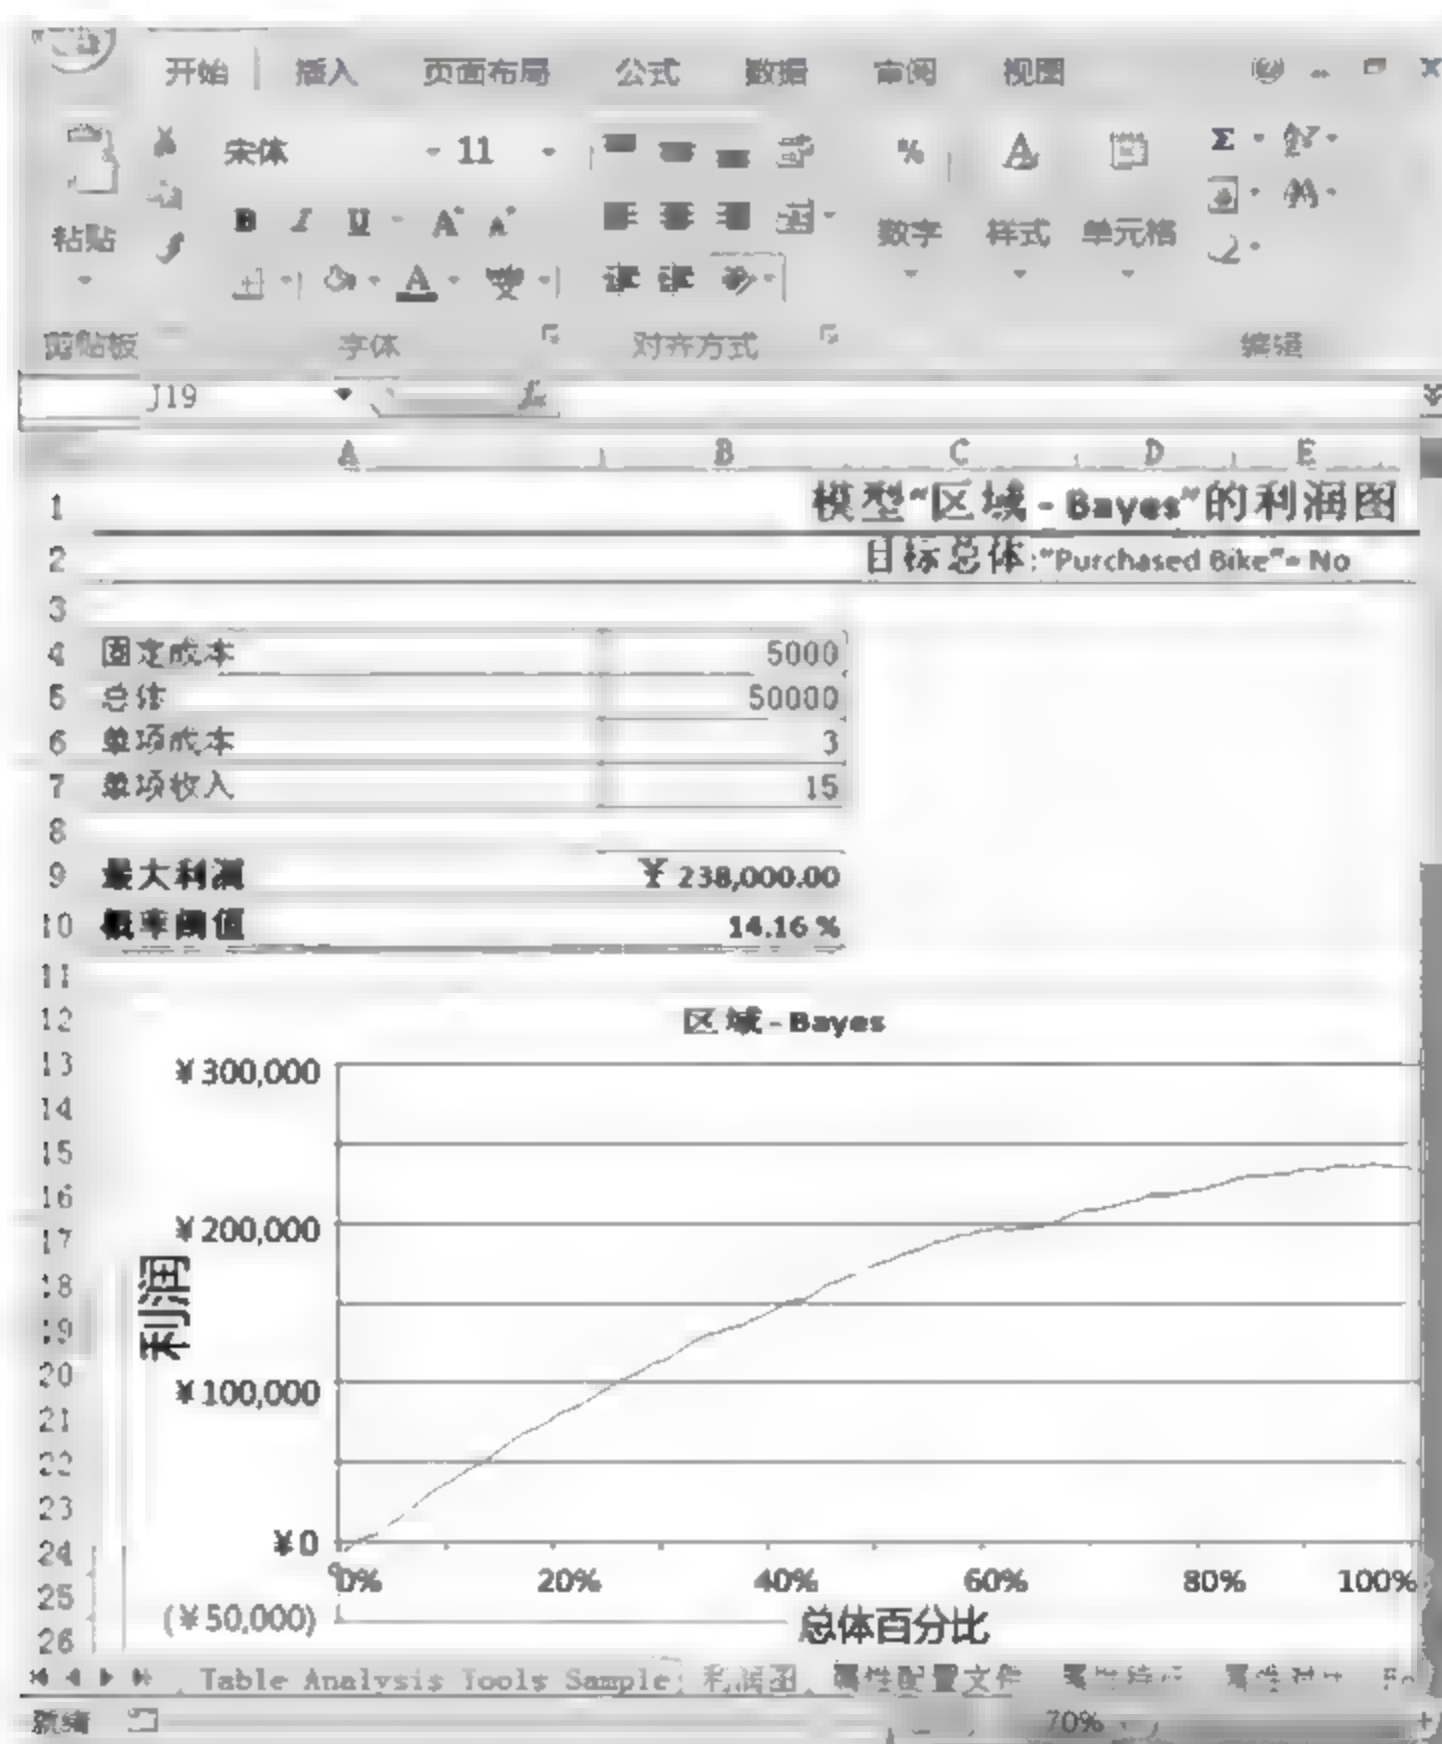 开始 插入 页面布局 公式 数据 审阅 视图
宋体 11 %
B I U A A
粘贴 数字 样式 单元格
A
剪贴板 字体 对齐方式 编辑
J19 fx
A B C D E
1 模型“区域 - Bayes”的利润图
2 目标总体:“Purchased Bike”= No
3
4 固定成本 5000
5 总体 50000
6 单项成本 3
7 单项收入 15
8
9 最大利润 ¥ 238,000.00
10 概率阈值 14.16 %
11
12 区域 - Bayes
13 ¥ 300,000
14
15
16
17 ¥ 200,000
18
19 利润
20 ¥ 100,000
21
22
23
24 ¥ 0
0% 20% 40% 60% 80% 100%
25 (¥ 50,000)
26 总体百分比
Table Analysis Tools Sample 利润图 属性配置文件
就绪 70%